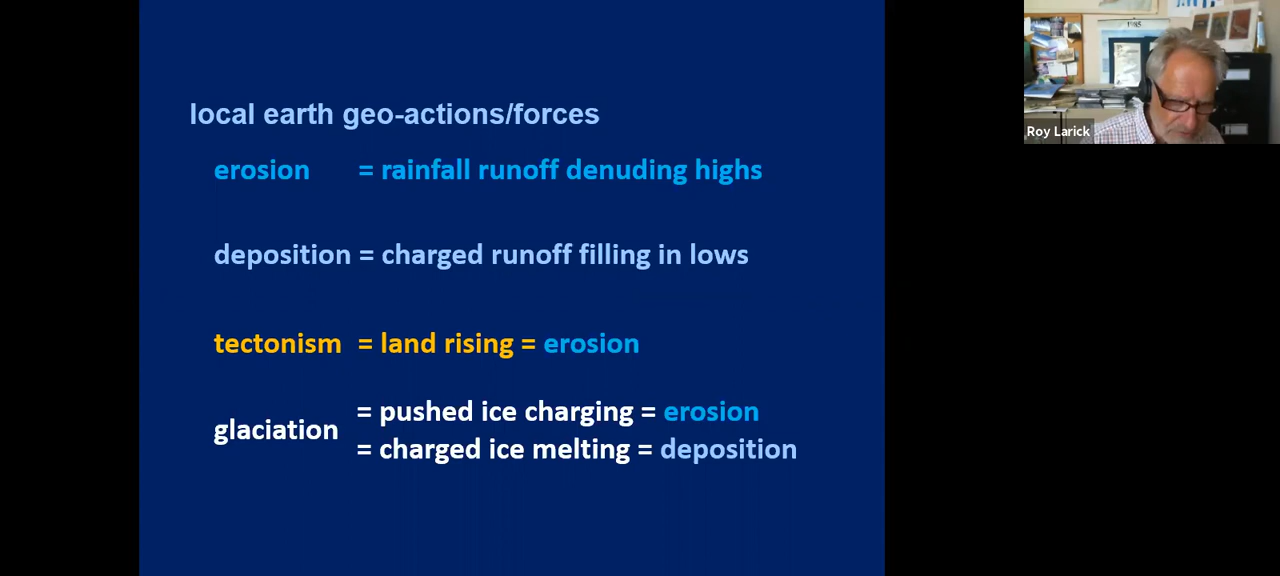 local earth geo-actions/forces
erosion = rainfall runoff denuding highs
deposition = charged runoff filling in lows
tectonism = land rising = erosion
glaciation
= pushed ice charging = erosion
= charged ice melting = deposition
1985
Roy Larick